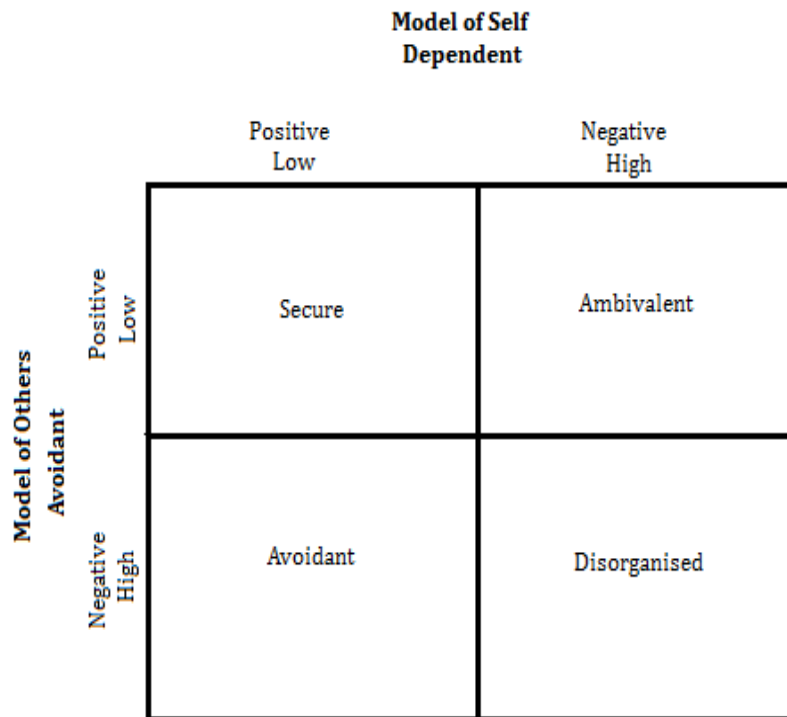 Model of Self
Dependent
Positive
Low
Negative
High
Model of Others
Avoidant
Positive
Low
Secure
Ambivalent
Negative
High
Avoidant
Disorganised